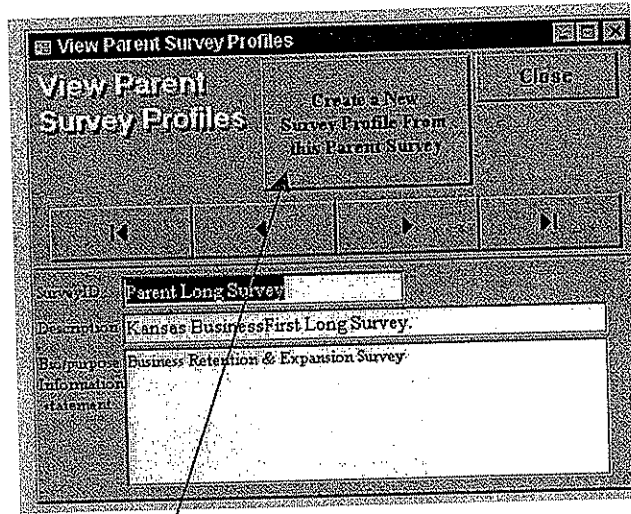 View Parent Survey Profiles
View Parent
Survey Profiles
Create a New
Survey Profile From
this Parent Survey
Close
SurveyID
Parent Long Survey
Description
Kansas BusinessFirst Long Survey.
Bio/purpose
Information
statement
Business Retention & Expansion Survey